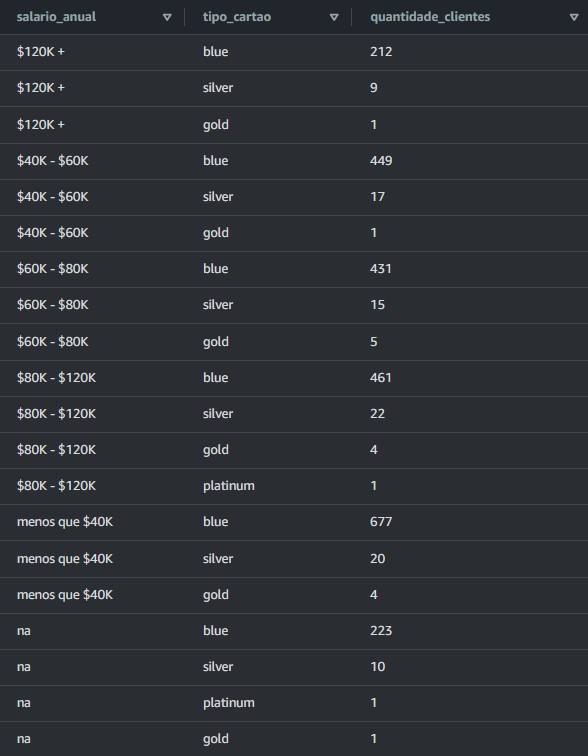 salario_anual tipo_cartao quantidade_clientes
$120K + blue 212
$120K + silver 9
$120K + gold 1
$40K - $60K blue 449
$40K - $60K silver 17
$40K - $60K gold 1
$60K - $80K blue 431
$60K - $80K silver 15
$60K - $80K gold 5
$80K - $120K blue 461
$80K - $120K silver 22
$80K - $120K gold 4
$80K - $120K platinum 1
menos que $40K blue 677
menos que $40K silver 20
menos que $40K gold 4
na blue 223
na silver 10
na platinum 1
na gold 1